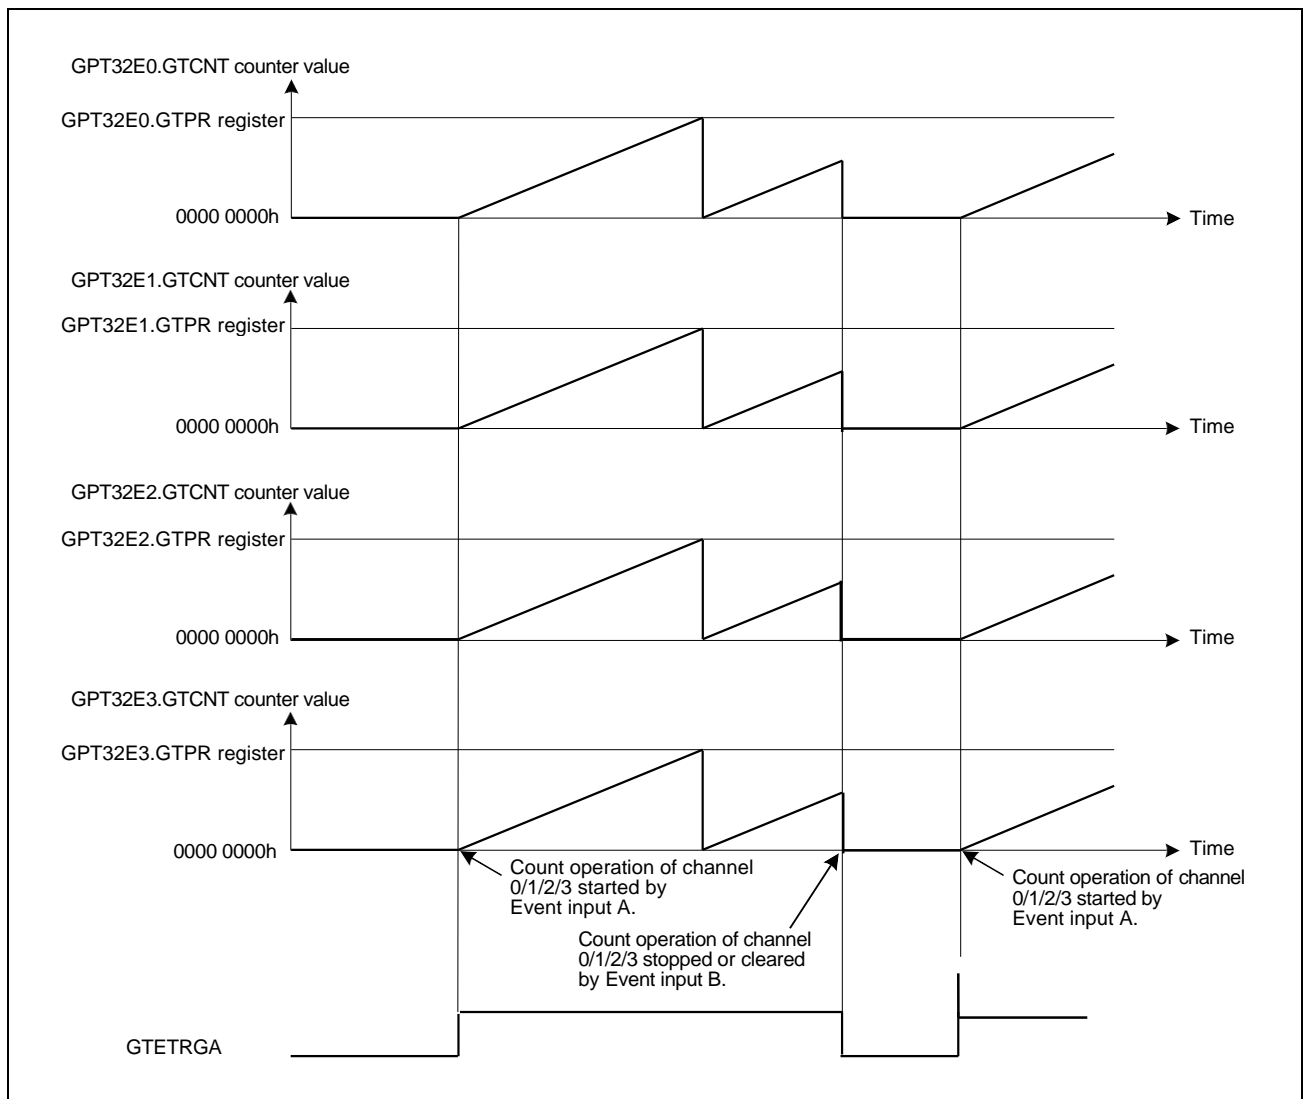 GPT32E0.GTCNT counter value
GPT32E0.GTPR register
0000 0000h
Time
GPT32E1.GTCNT counter value
GPT32E1.GTPR register
0000 0000h
Time
GPT32E2.GTCNT counter value
GPT32E2.GTPR register
0000 0000h
Time
GPT32E3.GTCNT counter value
GPT32E3.GTPR register
0000 0000h
Time
Count operation of channel
0/1/2/3 started by
Event input A.
Count operation of channel
0/1/2/3 stopped or cleared
by Event input B.
Count operation of channel
0/1/2/3 started by
Event input A.
GTETRGA